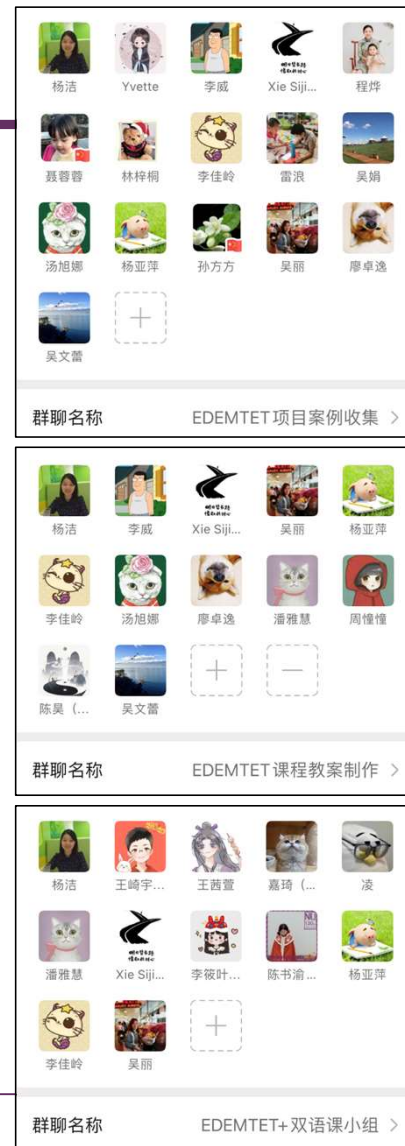 杨洁 Yvette 李威 Xie Siji... 程烨
聂蓉蓉 林梓桐 李佳岭 雷浪 吴娟
汤旭娜 杨亚萍 孙方方 吴丽 廖卓逸
吴文蕾
群聊名称 EDEMTET项目案例收集
杨洁 李威 Xie Siji... 吴丽 杨亚萍
李佳岭 汤旭娜 廖卓逸 潘雅慧 周憧憧
陈昊（... 吴文蕾
群聊名称 EDEMTET课程教案制作
杨洁 王崎宇... 王茜萱 嘉琦（... 凌
潘雅慧 Xie Siji... 李筱叶... 陈书渝... 杨亚萍
李佳岭 吴丽
群聊名称 EDEMTET+双语课小组